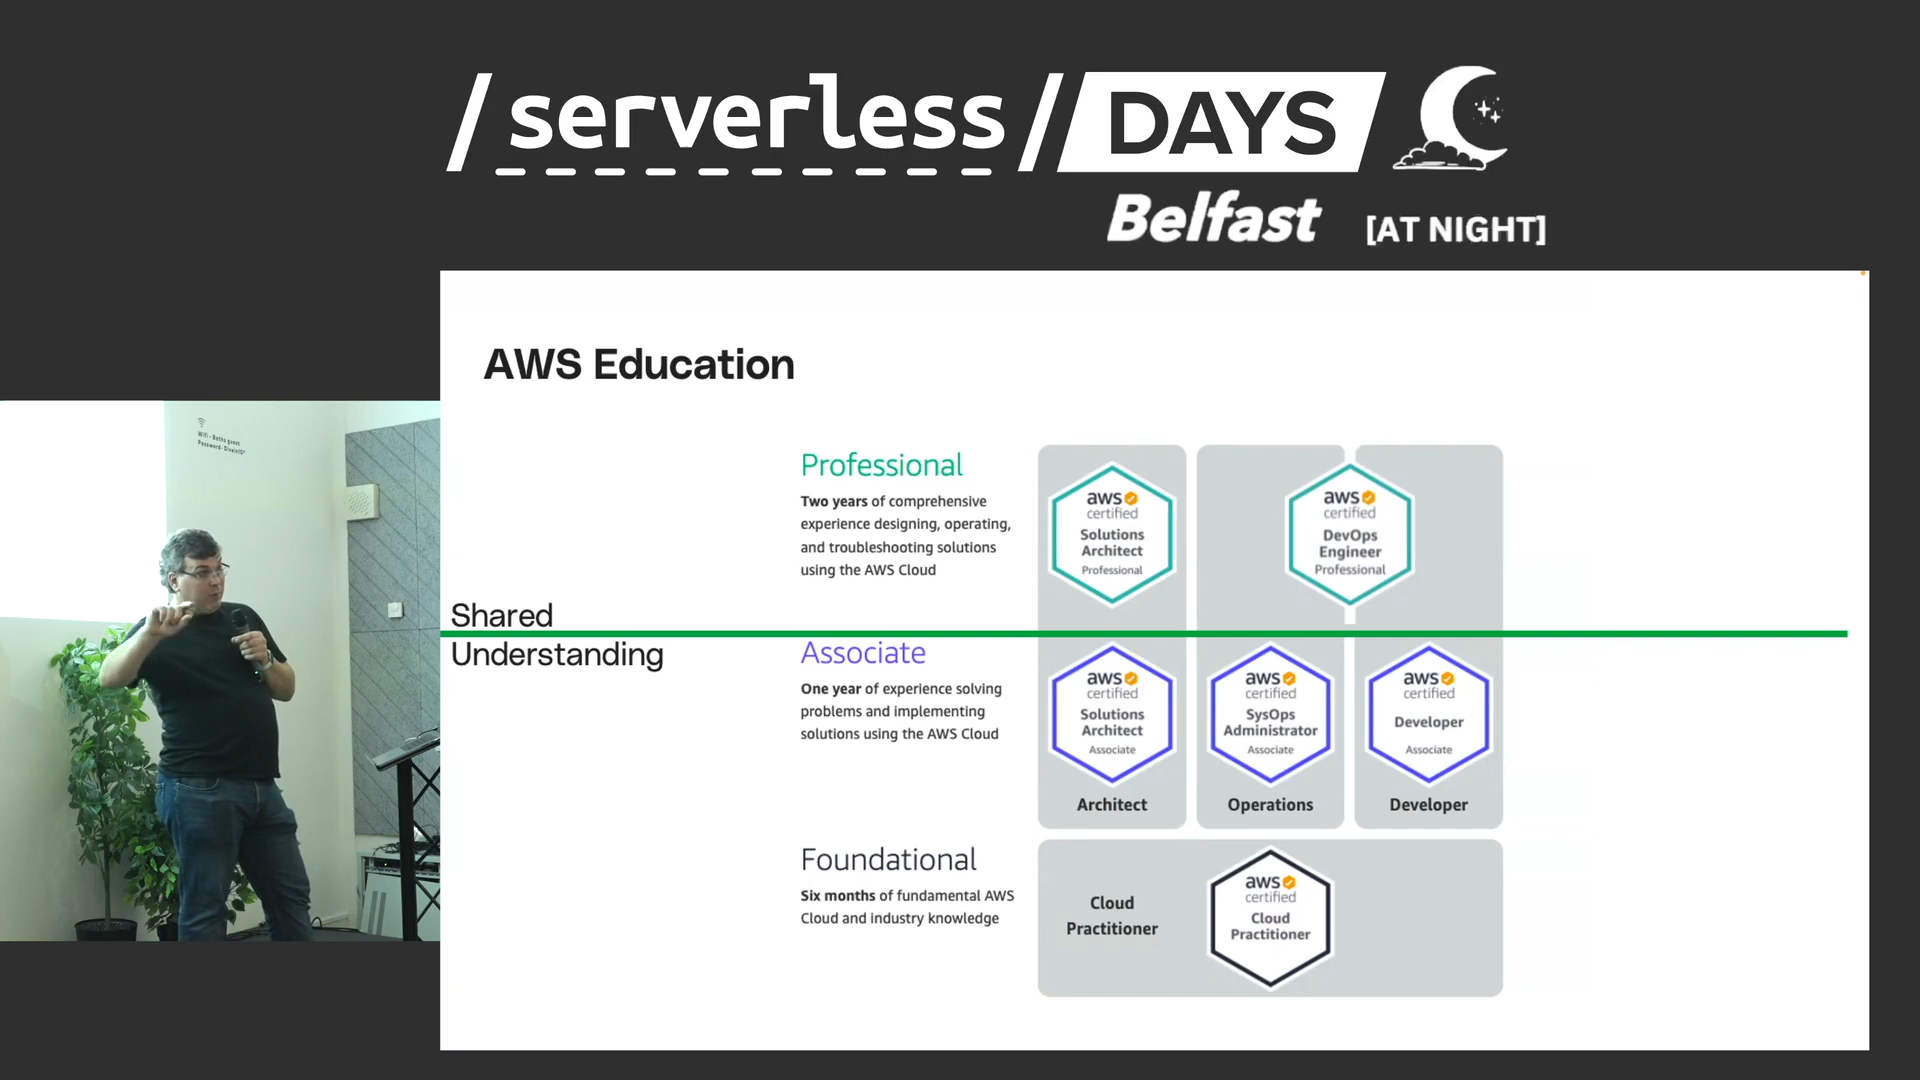 /serverless/DAYS
Belfast [AT NIGHT]
AWS Education
Professional
Two years of comprehensive
experience designing, operating,
and troubleshooting solutions
using the AWS Cloud
aws
certified
Solutions
Architect
Professional
aws
certified
DevOps
Engineer
Professional
Shared
Understanding
Associate
One year of experience solving
problems and implementing
solutions using the AWS Cloud
aws
certified
Solutions
Architect
Associate
Architect
aws
certified
SysOps
Administrator
Associate
Operations
aws
certified
Developer
Associate
Developer
Foundational
Six months of fundamental AWS
Cloud and industry knowledge
Cloud
Practitioner
aws
certified
Cloud
Practitioner